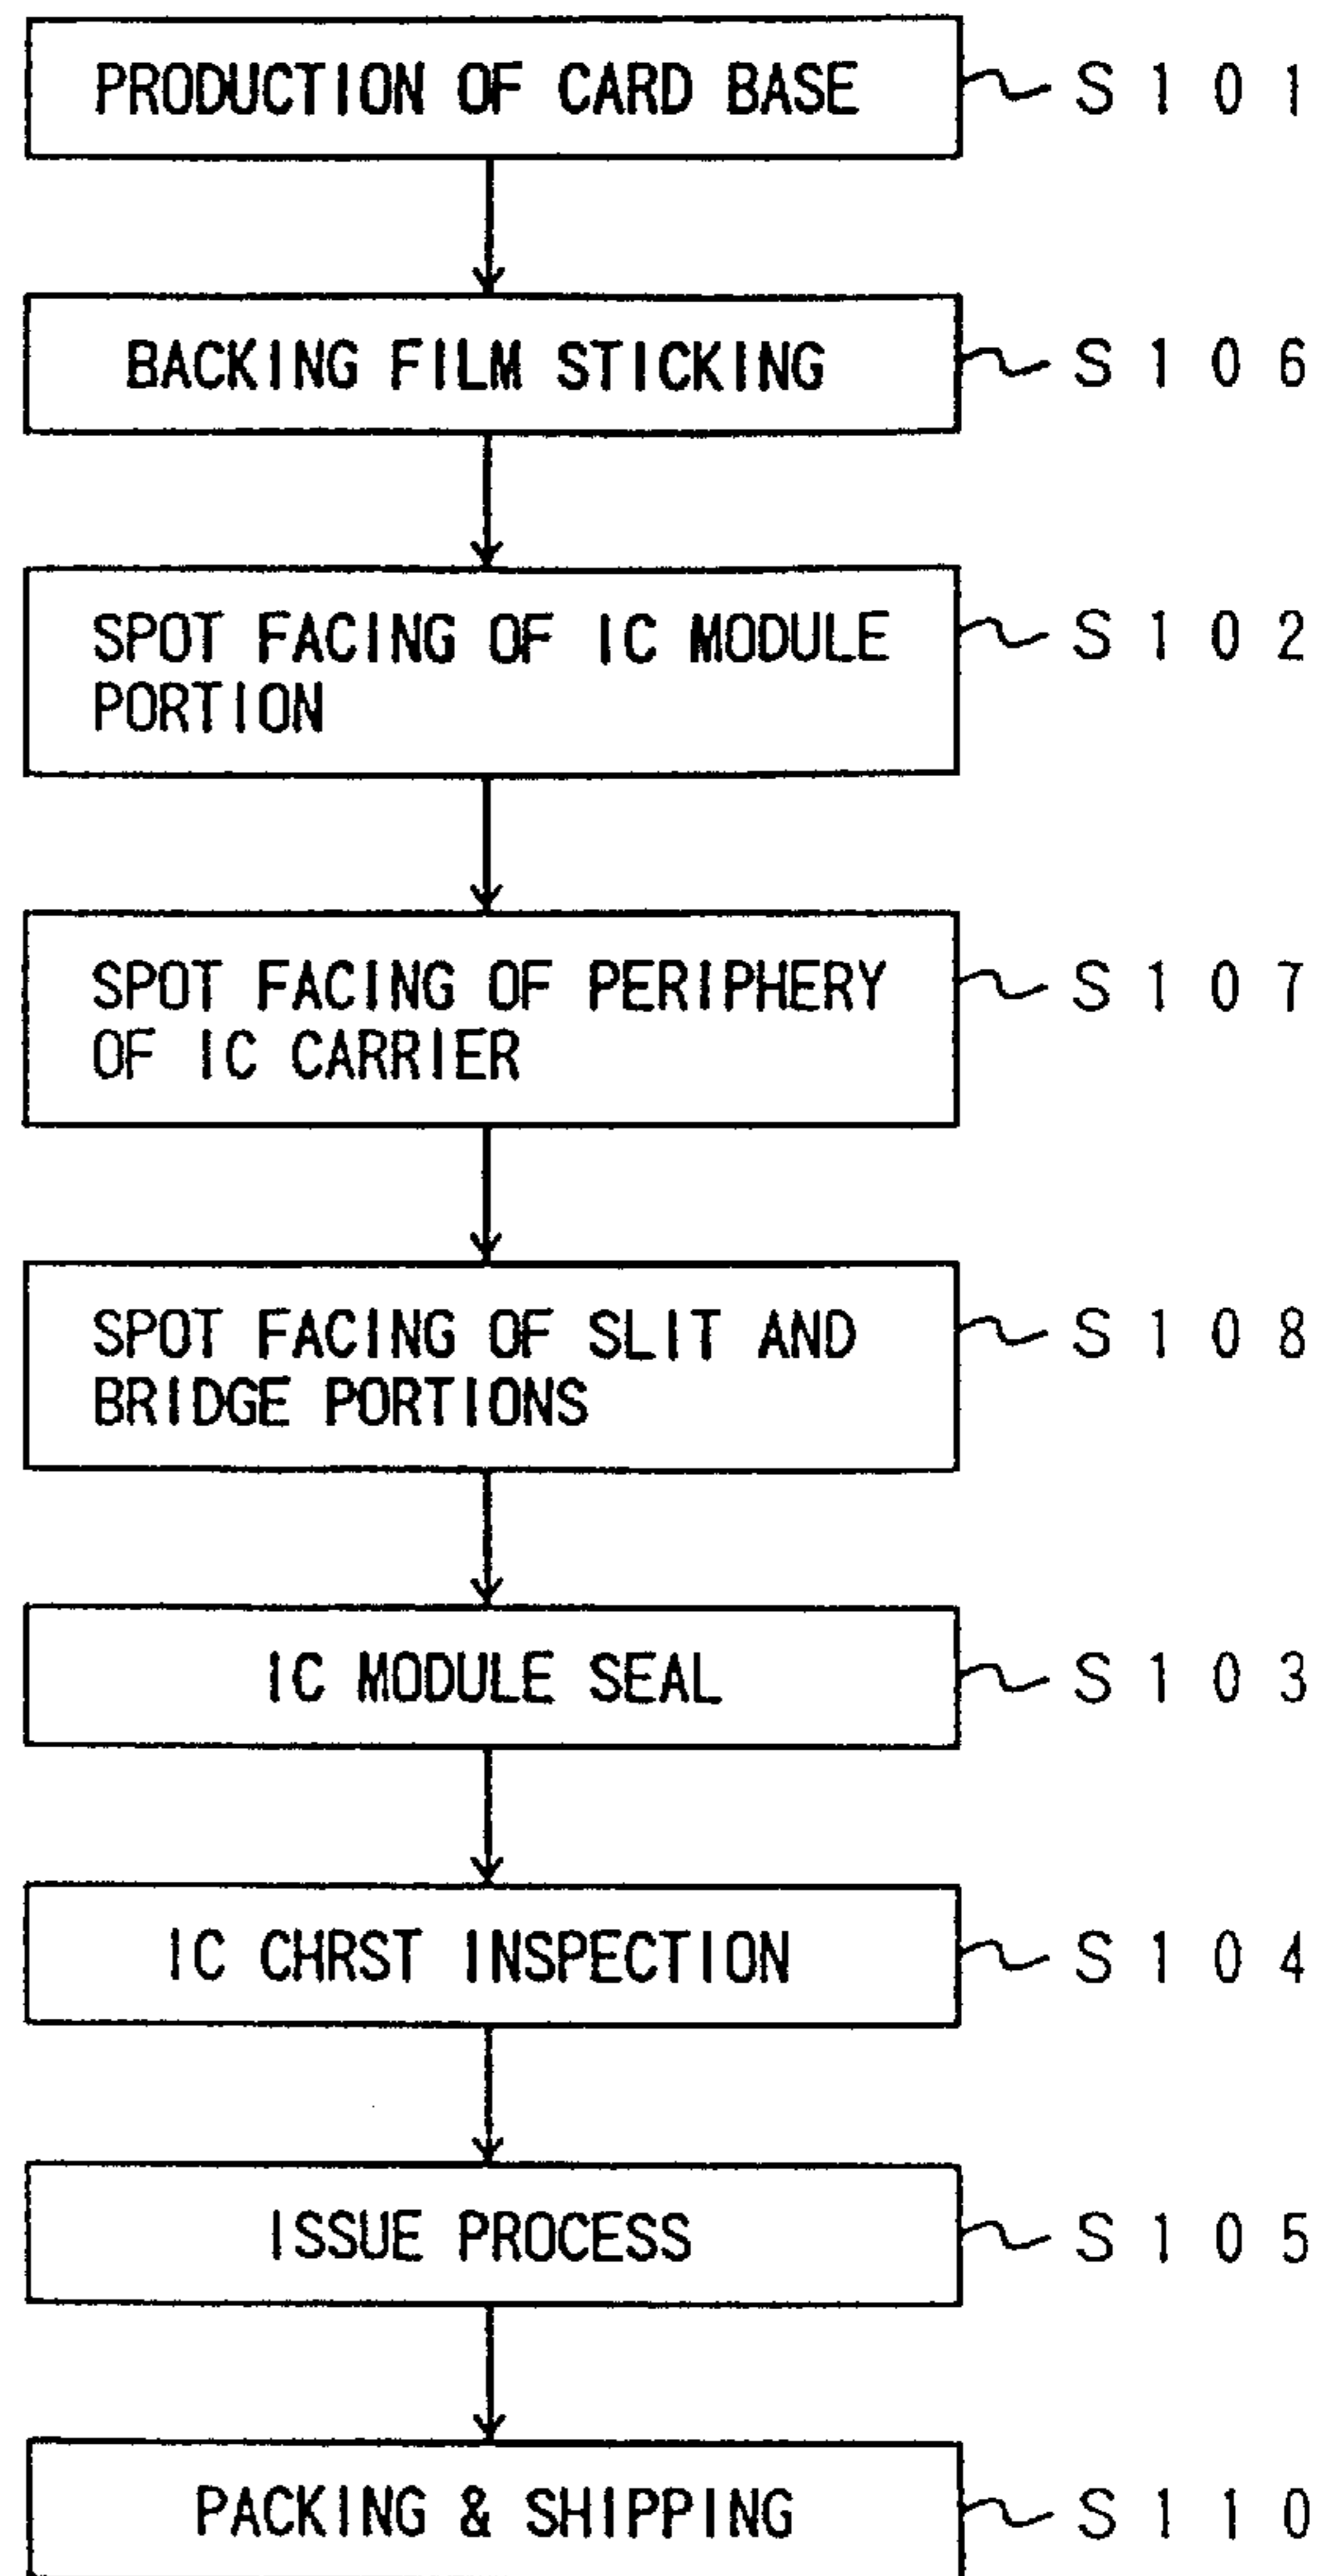 PRODUCTION OF CARD BASE S101
BACKING FILM STICKING S106
SPOT FACING OF IC MODULE S102
PORTION
SPOT FACING OF PERIPHERY S107
OF IC CARRIER
SPOT FACING OF SLIT AND S108
BRIDGE PORTIONS
IC MODULE SEAL S103
IC CHRST INSPECTION S104
ISSUE PROCESS S105
PACKING & SHIPPING S110